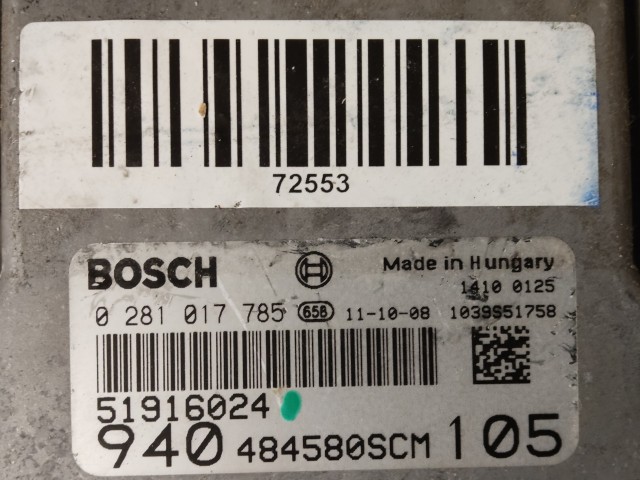 72553
BOSCH Made in Hungary
1410 0125
0 281 017 785 656 11-10-08 1039S51758
51916024
940 484580SCM 105